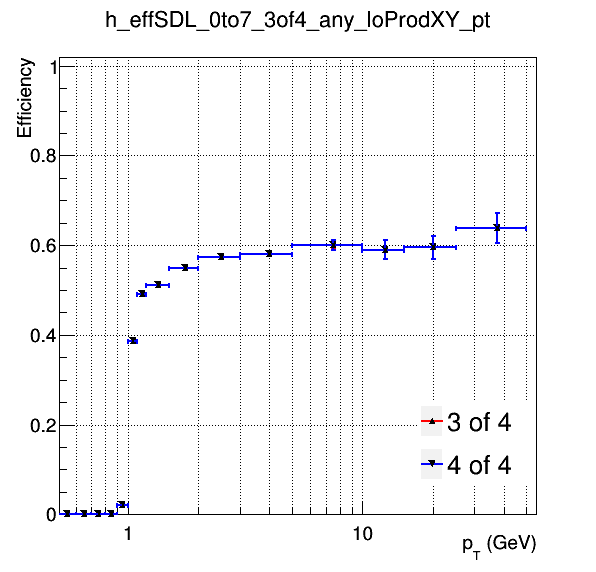 h_effSDL_0to7_3of4_any_loProdXY_pt
Efficiency
1
0.8
0.6
0.4
0.2
0
3 of 4
4 of 4
1
10
p_T (GeV)